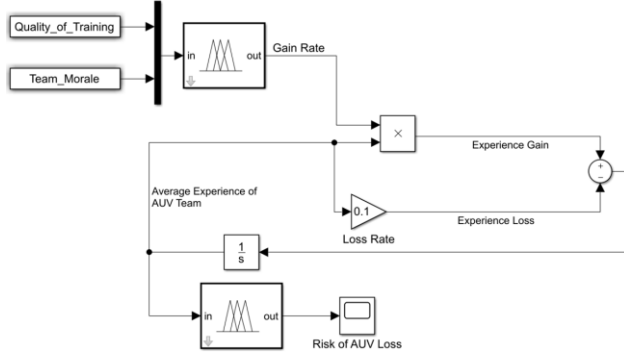 Quality_of_Training
Team_Morale
in
out
Gain Rate
×
Experience Gain
+
−
Average Experience of
AUV Team
0.1
Experience Loss
Loss Rate
1
s
in
out
Risk of AUV Loss